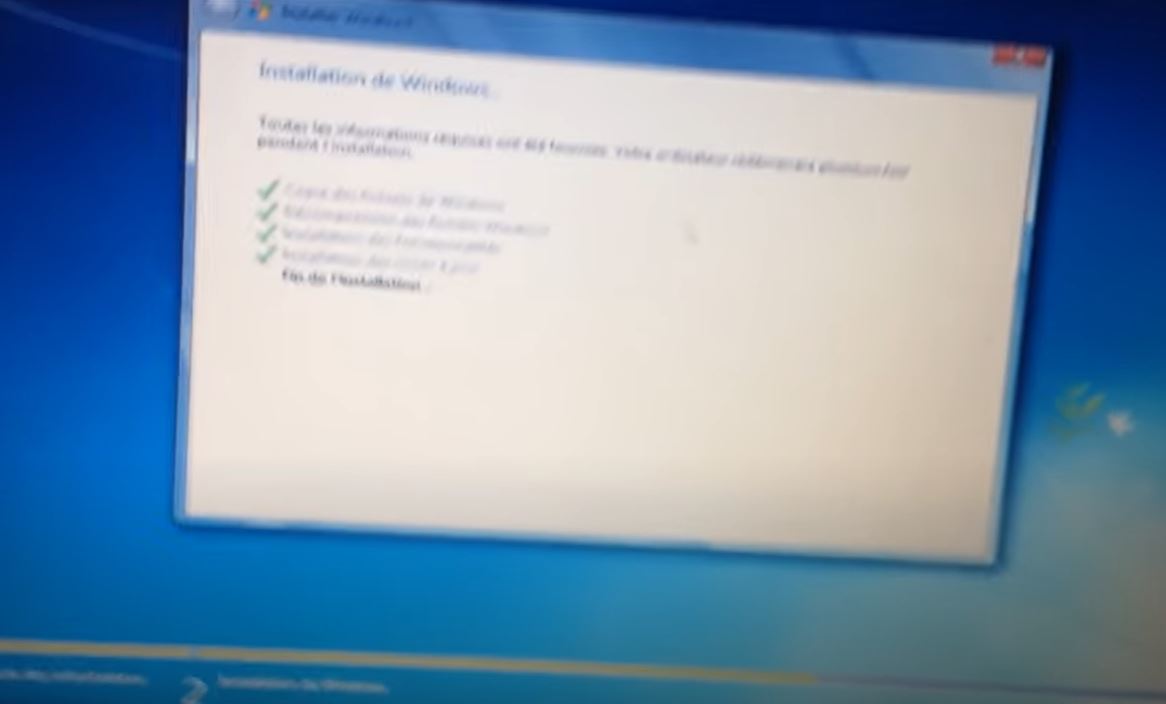 Installer Windows
Installation de Windows...
Toutes les informations requises ont été fournies. Votre ordinateur redémarrera plusieurs fois
pendant l'installation.
Copie des fichiers de Windows
Décompression des fichiers Windows
Installation des fonctionnalités
Installation des mises à jour
Fin de l'installation
2 Installation de Windows